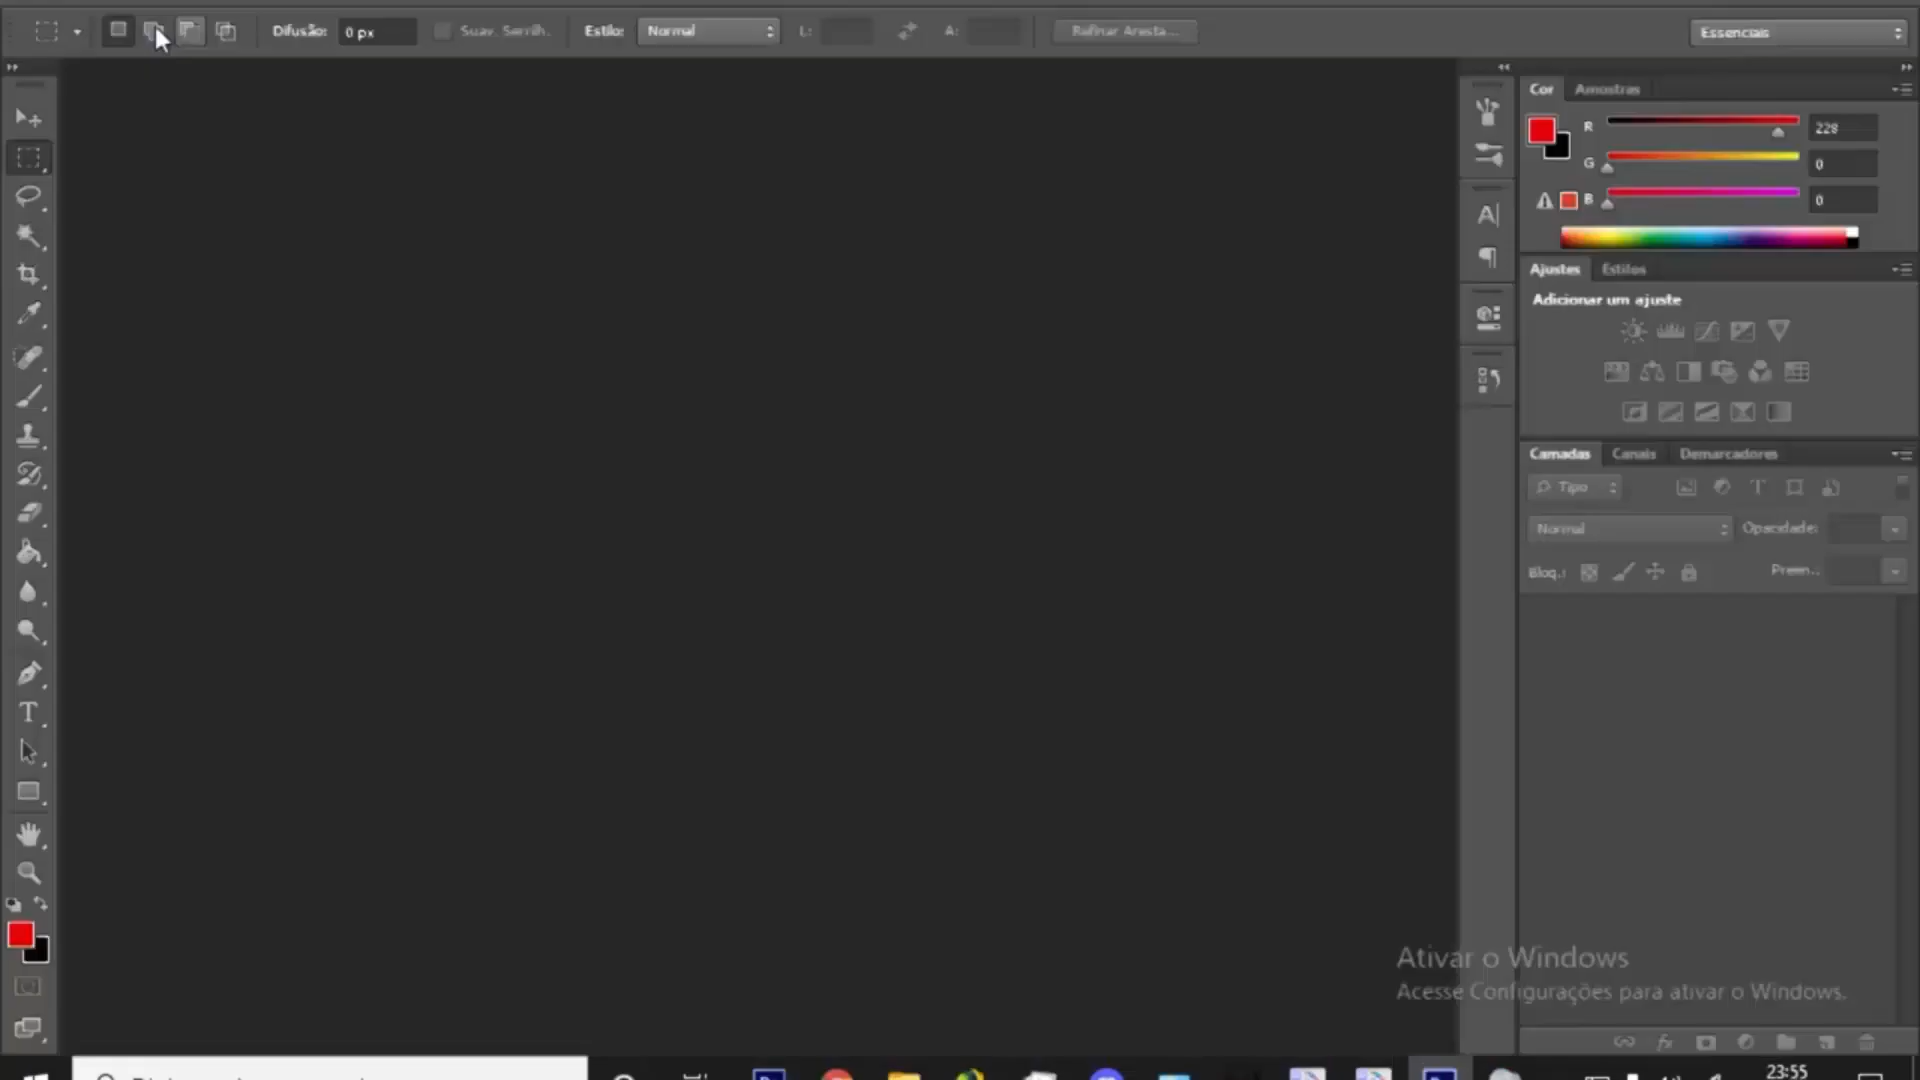 Difusão: 0 px Suav. Serrilh. Estilo: Normal L: A: Refinar Aresta... Essenciais
Cor Amostras
R 228
G 0
B 0
Ajustes Estilos
Adicionar um ajuste
Camadas Canais Demarcadores
Tipo
Normal Opacidade:
Bloq.: Preen...
A
T
Ativar o Windows
Acesse Configurações para ativar o Windows.
fx
23:55